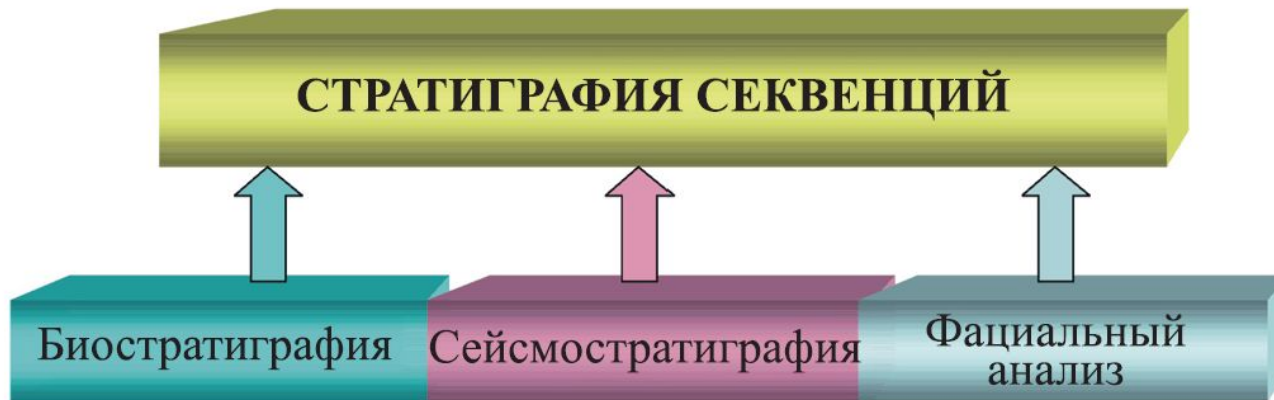 СТРАТИГРАФИЯ СЕКВЕНЦИЙ
Биостратиграфия
Сейсмостратиграфия
Фациальный
анализ